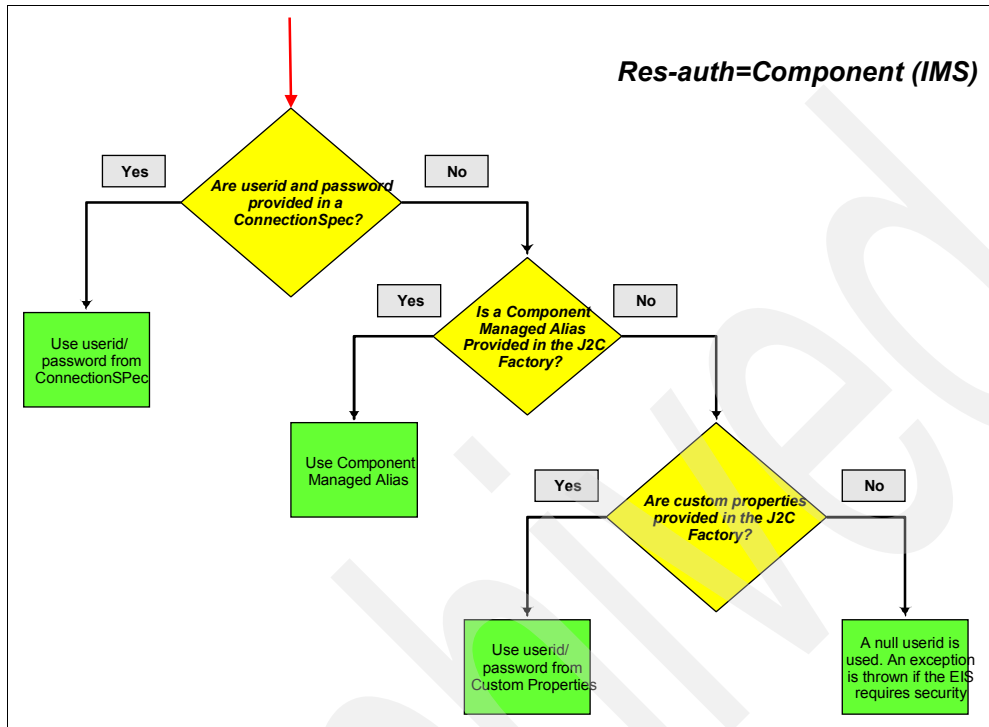 Res-auth=Component (IMS)
Are userid and password
provided in a
ConnectionSpec?
Yes
No
Use userid/
password from
ConnectionSPec
Is a Component
Managed Alias
Provided in the J2C
Factory?
Yes
No
Use Component
Managed Alias
Are custom properties
provided in the J2C
Factory?
Yes
No
Use userid/
password from
Custom Properties
A null userid is
used. An exception
is thrown if the EIS
requires security